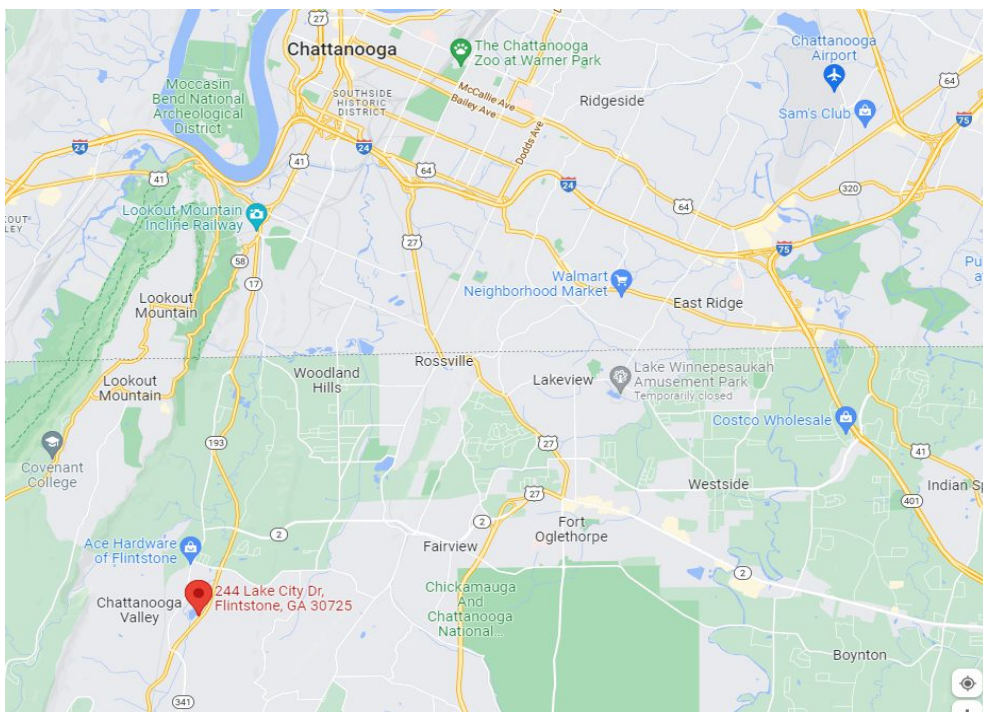 27
Chattanooga
The Chattanooga
Zoo at Warner Park
Chattanooga
Airport
64
Moccasin
Bend National
Archeological
District
SOUTHSIDE
HISTORIC
DISTRICT
McCallie Ave
Bailey Ave
Ridgeside
Sam's Club
75
24
24
41
64
Dodds Ave
24
41
320
64
OUT
LEY
Lookout Mountain
Incline Railway
27
75
58
17
Walmart
Neighborhood Market
East Ridge
Lookout
Mountain
Rossville
Woodland
Hills
Lakeview
Lake Winnepesaukah
Amusement Park
Temporarily closed
Lookout
Mountain
Costco Wholesale
193
27
41
Covenant
College
Westside
Indian Sp
27
401
2
2
Fort
Oglethorpe
Ace Hardware
of Flintstone
Fairview
2
244 Lake City Dr,
Flintstone, GA 30725
Chattanooga
Valley
Chickamauga
And
Chattanooga
National...
Boynton
341